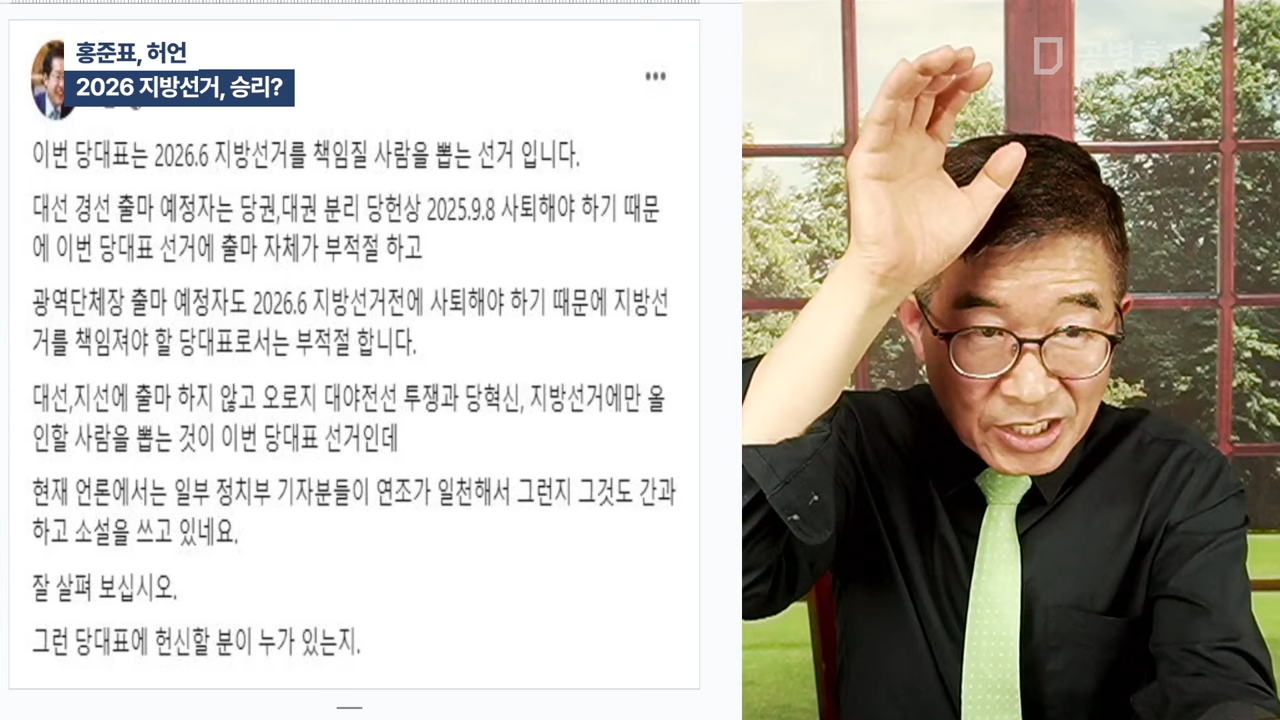 홍준표, 허언
2026 지방선거, 승리?
공병호TV
이번 당대표는 2026.6 지방선거를 책임질 사람을 뽑는 선거 입니다.
대선 경선 출마 예정자는 당권,대권 분리 당헌상 2025.9.8 사퇴해야 하기 때문
에 이번 당대표 선거에 출마 자체가 부적절 하고
광역단체장 출마 예정자도 2026.6 지방선거전에 사퇴해야 하기 때문에 지방선
거를 책임져야 할 당대표로서는 부적절 합니다.
대선,지선에 출마 하지 않고 오로지 대야전선 투쟁과 당혁신, 지방선거에만 올
인할 사람을 뽑는 것이 이번 당대표 선거인데
현재 언론에서는 일부 정치부 기자분들이 연조가 일천해서 그런지 그것도 간과
하고 소설을 쓰고 있네요.
잘 살펴 보십시오.
그런 당대표에 헌신할 분이 누가 있는지.